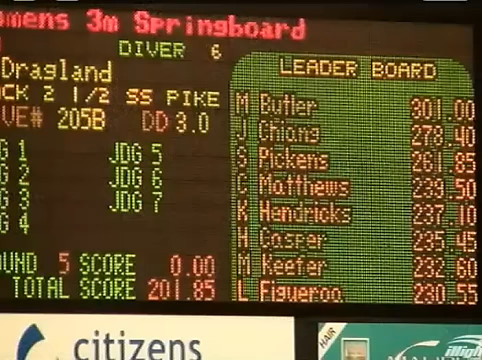 omens 3m Springboard
DIVER 6
Dragland
CK 2 1/2 SS PIKE
VE# 205B DD 3.0
G 1 JDG 5
G 2 JDG 6
G 3 JDG 7
G 4
OUND 5 SCORE 0.00
TOTAL SCORE 201.85
LEADER BOARD
M Butler 301.00
J Chiang 278.40
S Pickens 261.85
C Matthews 239.50
K Hendricks 237.10
H Casper 235.45
M Keefer 232.60
L Figueroa 230.55
citizens
HAIR